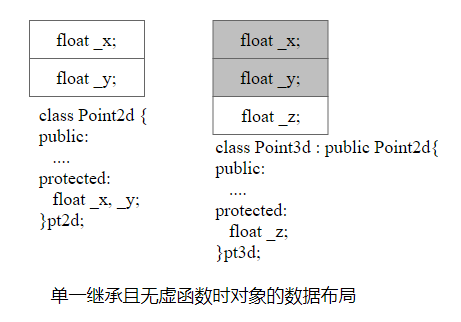 float _x;
float _y;
class Point2d {
public:
....
protected:
float _x, _y;
}pt2d;
float _x;
float _y;
float _z;
class Point3d : public Point2d{
public:
....
protected:
float _z;
}pt3d;
单一继承且无虚函数时对象的数据布局